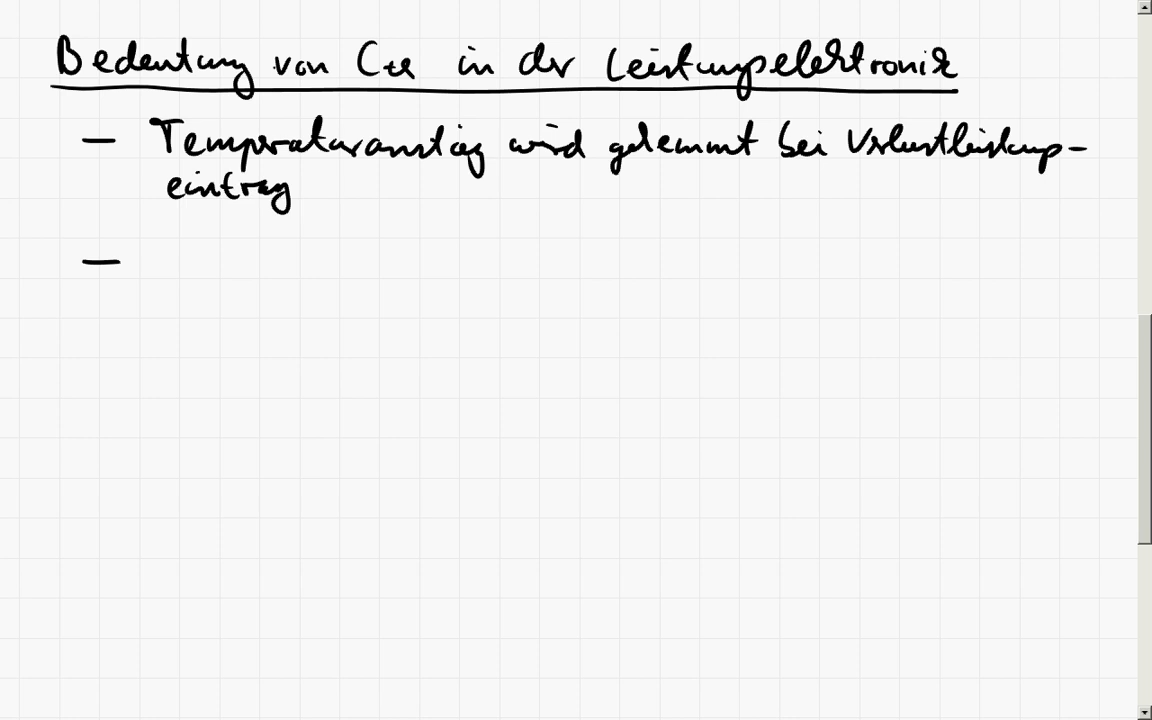 Bedeutung von Cth in der Leistungselektronik
— Temperaturanstieg wird gehemmt bei Verlustleistungs-
eintrag
—